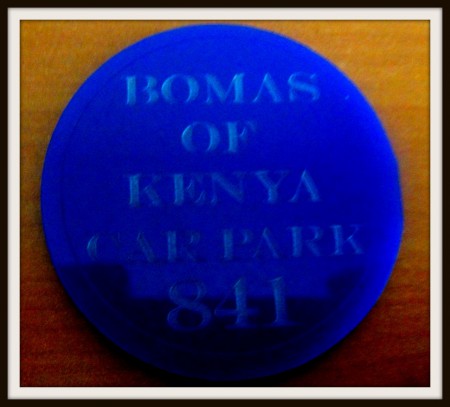 BOMAS
OF
KENYA
CAR PARK
841